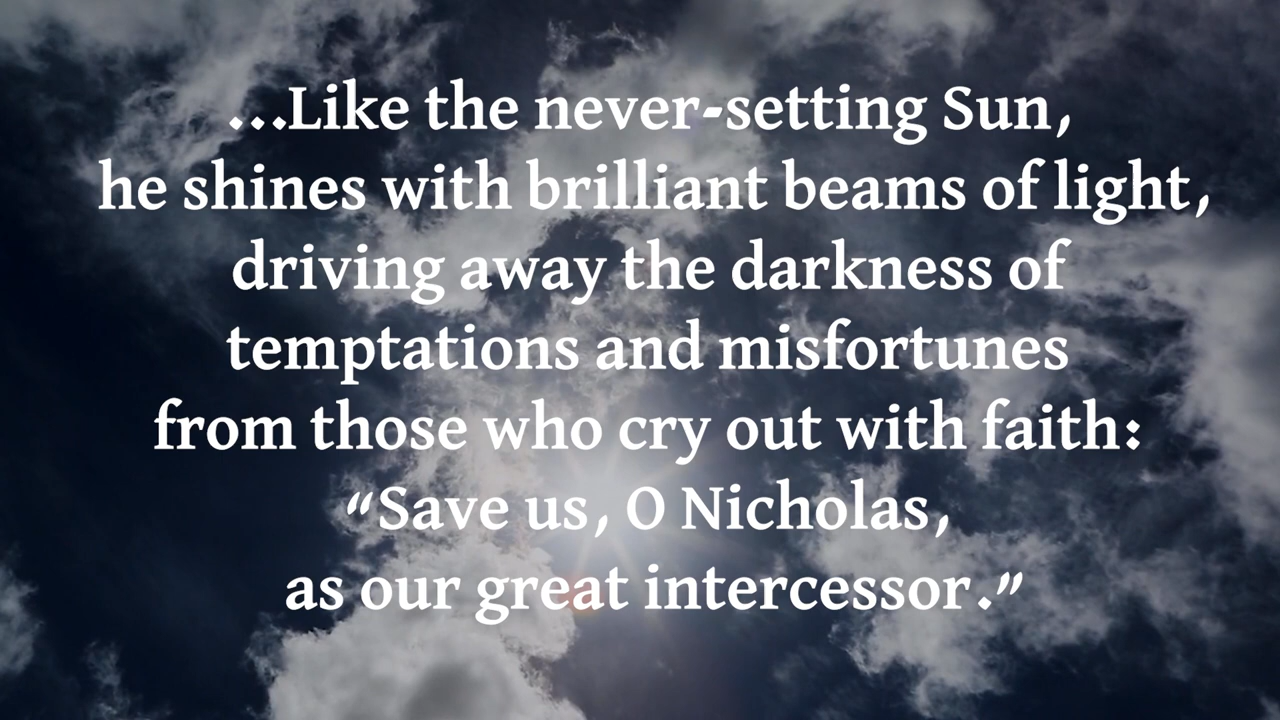 ...Like the never-setting Sun,
he shines with brilliant beams of light,
driving away the darkness of
temptations and misfortunes
from those who cry out with faith:
“Save us, O Nicholas,
as our great intercessor.”